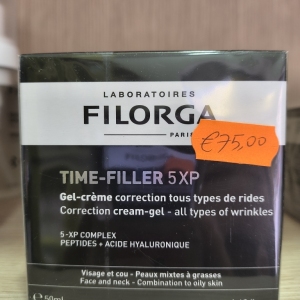 LABORATOIRES
FILORGA
PARIS
€75,00
TIME-FILLER 5XP
Gel-crème correction tous types de rides
Correction cream-gel - all types of wrinkles
5-XP COMPLEX
PEPTIDES + ACIDE HYALURONIQUE
Visage et cou - Peaux mixtes à grasses
Face and neck - Combination to oily skin
50ml